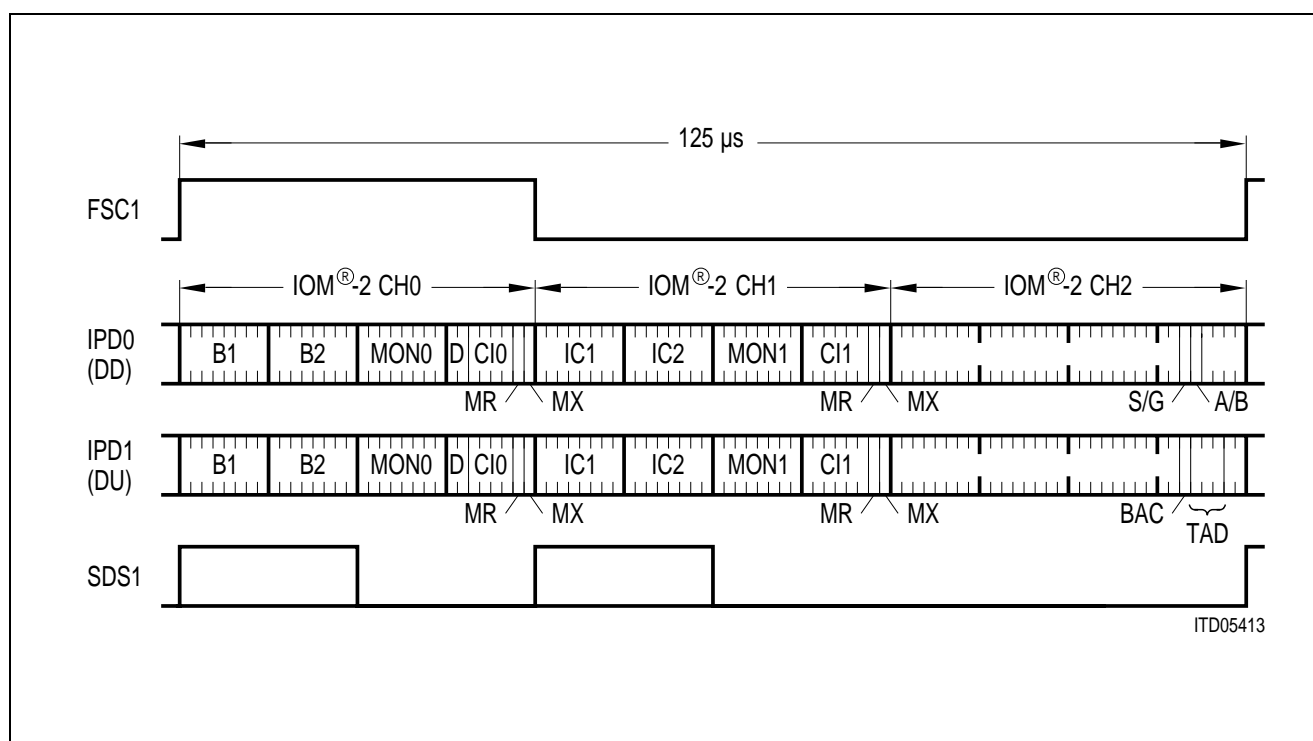 125 µs
FSC1
IOM®-2 CH0 IOM®-2 CH1 IOM®-2 CH2
IPD0
(DD)
B1 B2 MON0 D CI0 IC1 IC2 MON1 CI1
MR MX MR MX S/G A/B
IPD1
(DU)
B1 B2 MON0 D CI0 IC1 IC2 MON1 CI1
MR MX MR MX BAC TAD
SDS1
ITD05413